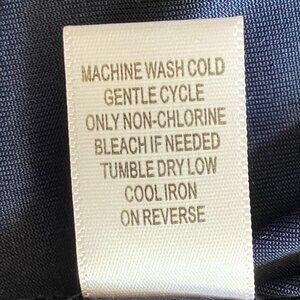 MACHINE WASH COLD
GENTLE CYCLE
ONLY NON-CHLORINE
BLEACH IF NEEDED
TUMBLE DRY LOW
COOL IRON
ON REVERSE